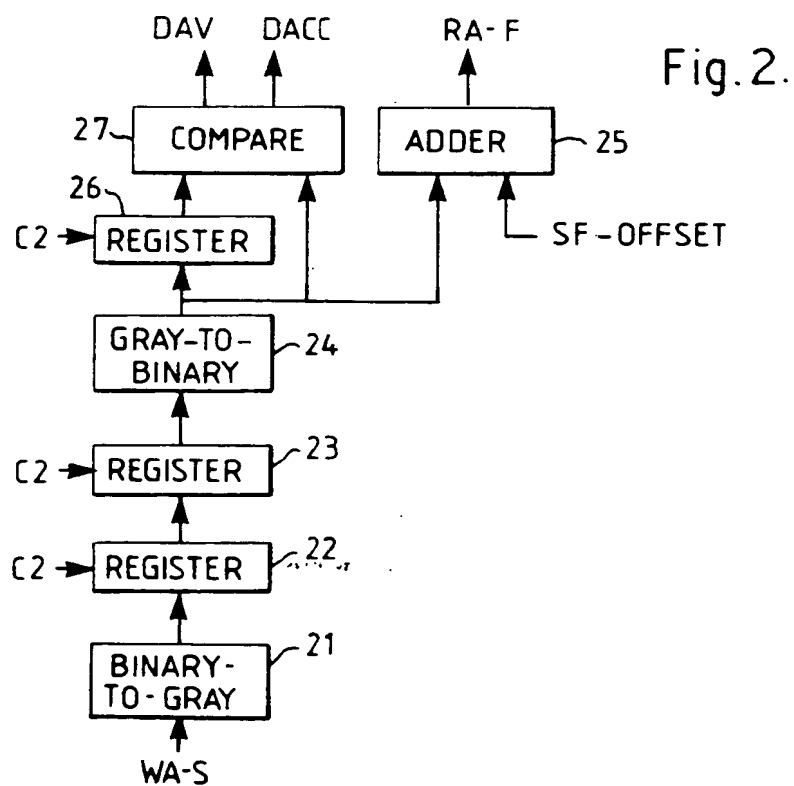 DAV DACC RA-F
Fig. 2.
27 COMPARE ADDER 25
26
C2 REGISTER SF-OFFSET
GRAY-TO-
BINARY 24
C2 REGISTER 23
C2 REGISTER 22
BINARY-
TO-GRAY 21
WA-S